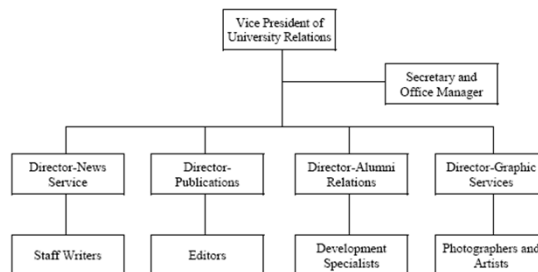 Vice President of
University Relations
Secretary and
Office Manager
Director-News
Service
Director-
Publications
Director-Alumni
Relations
Director-Graphic
Services
Staff Writers
Editors
Development
Specialists
Photographers and
Artists